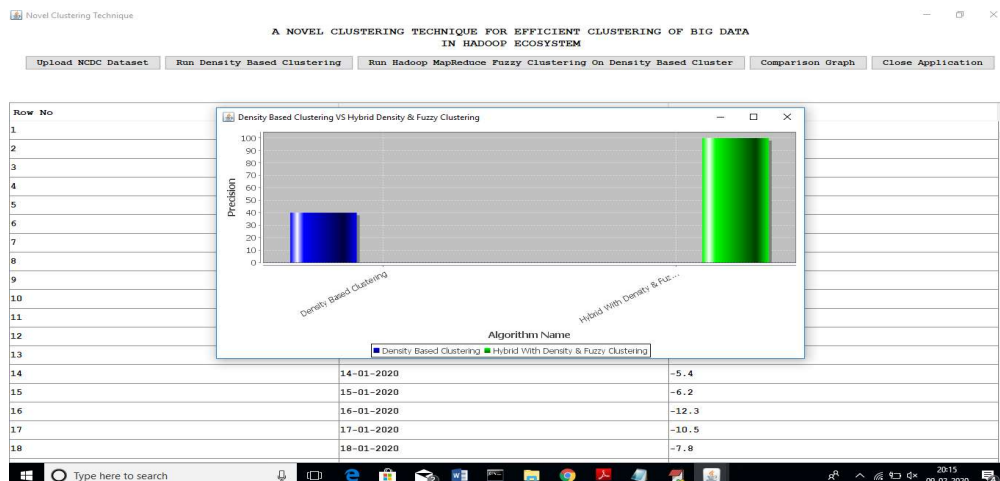 Novel Clustering Technique
A NOVEL CLUSTERING TECHNIQUE FOR EFFICIENT CLUSTERING OF BIG DATA
IN HADOOP ECOSYSTEM
Upload NCDC Dataset Run Density Based Clustering Run Hadoop MapReduce Fuzzy Clustering On Density Based Cluster Comparison Graph Close Application
Row No
1
2
3
4
5
6
7
8
9
10
11
12
13
Density Based Clustering VS Hybrid Density & Fuzzy Clustering
Precision
100
90
80
70
60
50
40
30
20
10
0
Density Based Clustering
Hybrid With Density & Fuz...
Algorithm Name
Density Based Clustering Hybrid With Density & Fuzzy Clustering
14 14-01-2020 -5.4
15 15-01-2020 -6.2
16 16-01-2020 -12.3
17 17-01-2020 -10.5
18 18-01-2020 -7.8
Type here to search
20:15